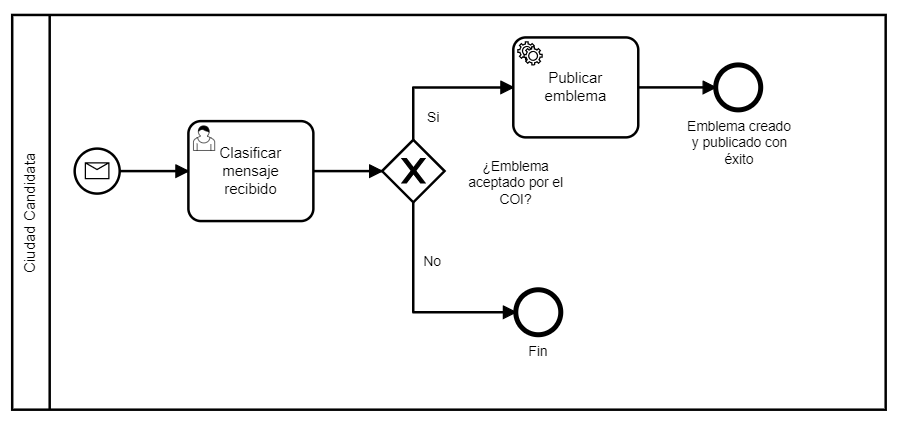 Ciudad Candidata
Clasificar
mensaje
recibido
Si
¿Emblema
aceptado por el
COI?
No
Publicar
emblema
Emblema creado
y publicado con
éxito
Fin